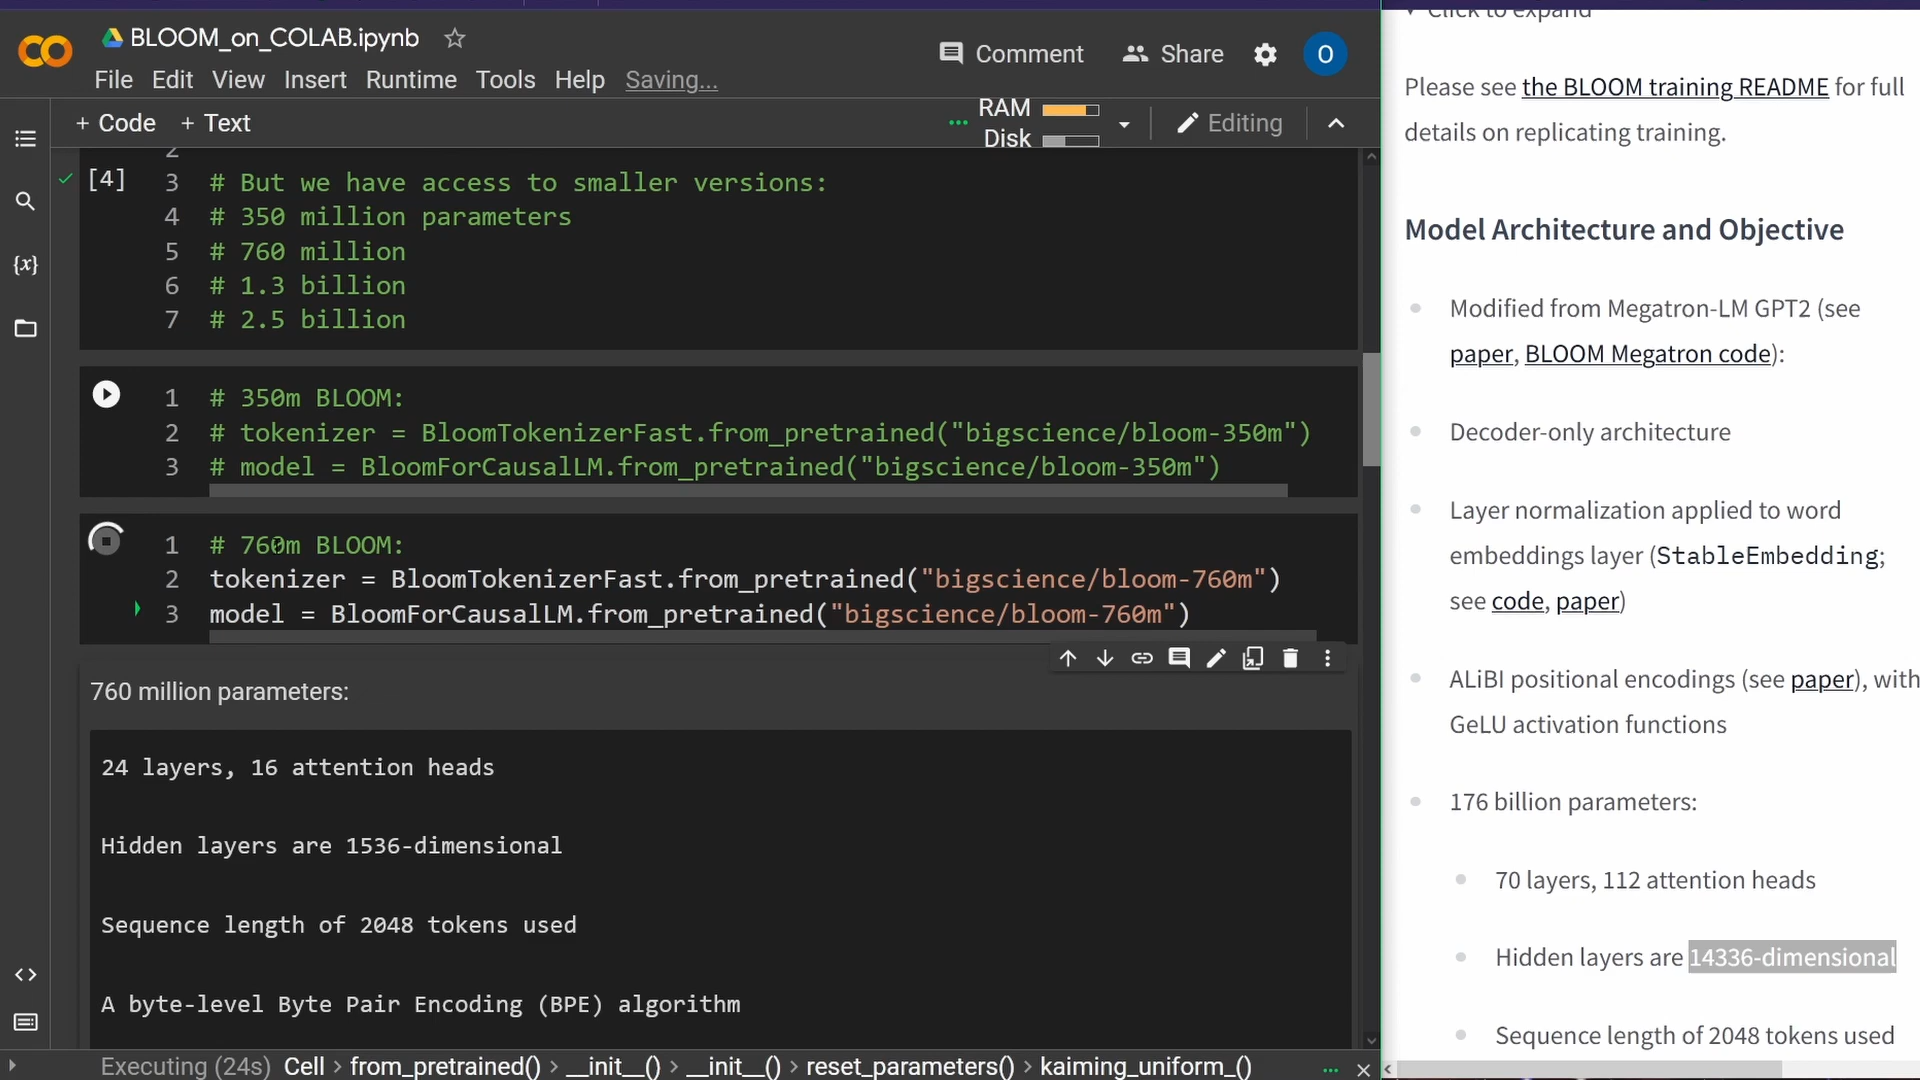 BLOOM_on_COLAB.ipynb
Comment
Share
O
File Edit View Insert Runtime Tools Help Saving...
+ Code + Text
RAM
Disk
Editing
2
[4]
3 # But we have access to smaller versions:
4 # 350 million parameters
5 # 760 million
6 # 1.3 billion
7 # 2.5 billion
1 # 350m BLOOM:
2 # tokenizer = BloomTokenizerFast.from_pretrained("bigscience/bloom-350m")
3 # model = BloomForCausalLM.from_pretrained("bigscience/bloom-350m")
1 # 760m BLOOM:
2 tokenizer = BloomTokenizerFast.from_pretrained("bigscience/bloom-760m")
3 model = BloomForCausalLM.from_pretrained("bigscience/bloom-760m")
760 million parameters:
24 layers, 16 attention heads
Hidden layers are 1536-dimensional
Sequence length of 2048 tokens used
A byte-level Byte Pair Encoding (BPE) algorithm
Executing (24s) Cell > from_pretrained() > __init__() > __init__() > reset_parameters() > kaiming_uniform_()
Click to expand
Please see the BLOOM training README for full
details on replicating training.
Model Architecture and Objective
Modified from Megatron-LM GPT2 (see
paper, BLOOM Megatron code):
Decoder-only architecture
Layer normalization applied to word
embeddings layer (StableEmbedding;
see code, paper)
ALiBI positional encodings (see paper), with
GeLU activation functions
176 billion parameters:
70 layers, 112 attention heads
Hidden layers are 14336-dimensional
Sequence length of 2048 tokens used